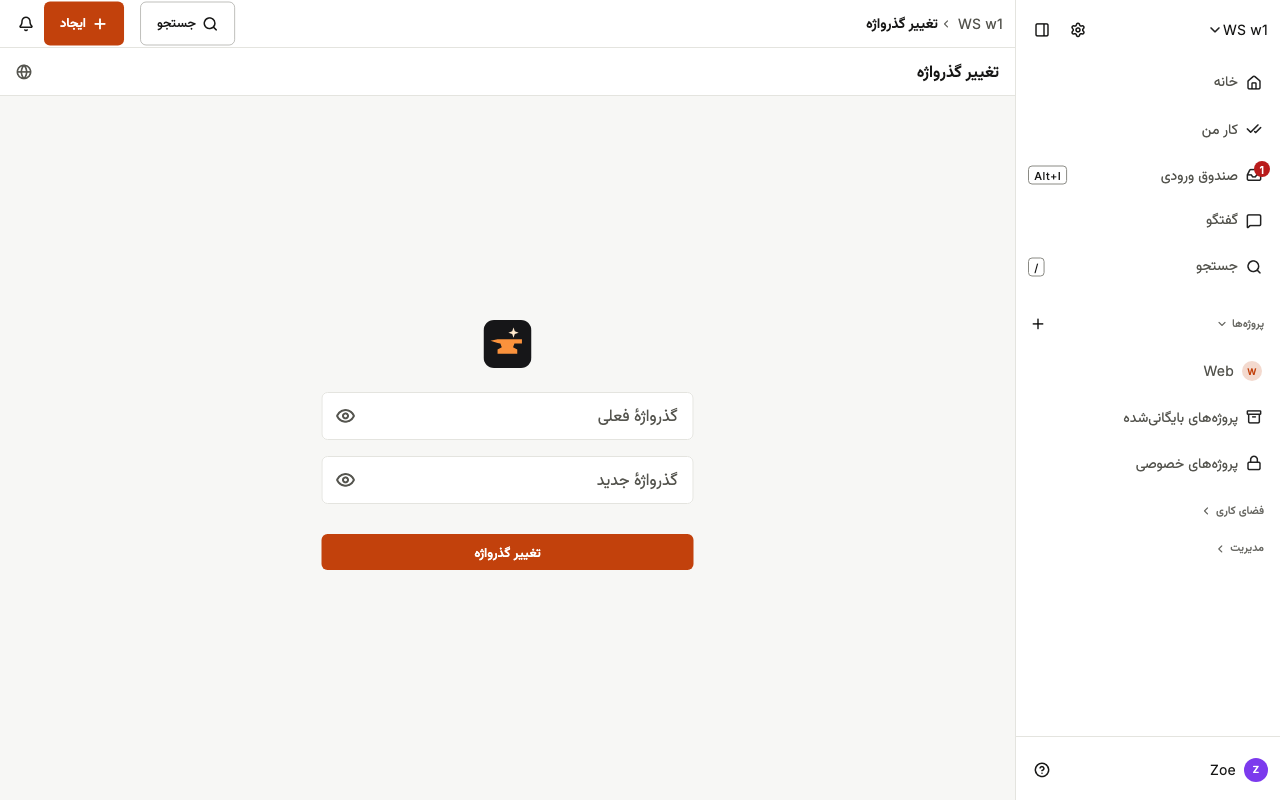 WS w1
خانه
کار من
1
صندوق ورودی
Alt+I
گفتگو
جستجو
/
پروژه‌ها
W
Web
پروژه‌های بایگانی‌شده
پروژه‌های خصوصی
فضای کاری
مدیریت
Z
Zoe
WS w1
تغییر گذرواژه
جستجو
ایجاد
تغییر گذرواژه
گذرواژهٔ فعلی
گذرواژهٔ جدید
تغییر گذرواژه